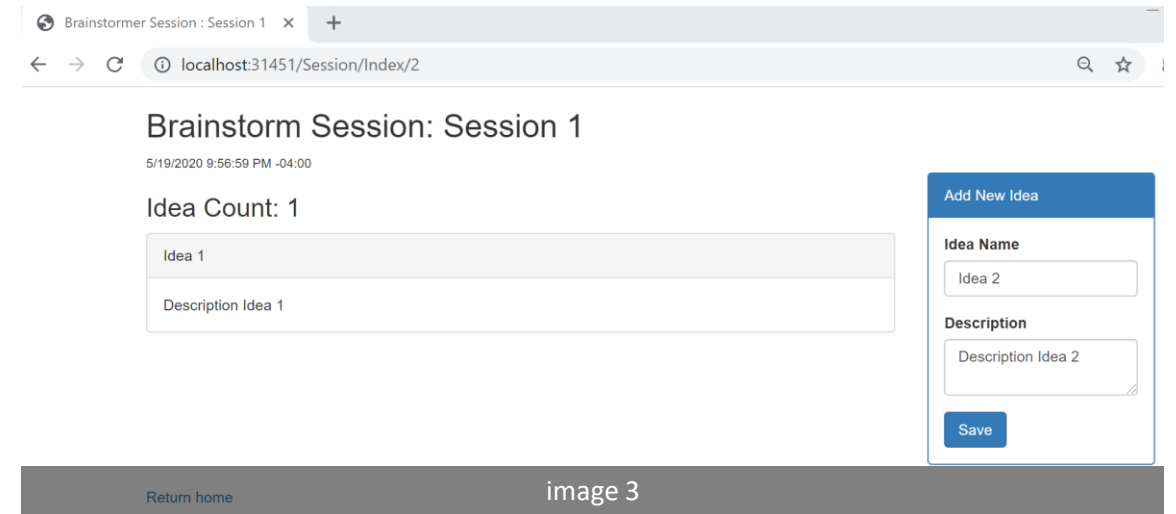 Brainstormer Session : Session 1
localhost:31451/Session/Index/2
Brainstorm Session: Session 1
5/19/2020 9:56:59 PM -04:00
Idea Count: 1
Idea 1
Description Idea 1
Add New Idea
Idea Name
Idea 2
Description
Description Idea 2
Save
Return home
image 3